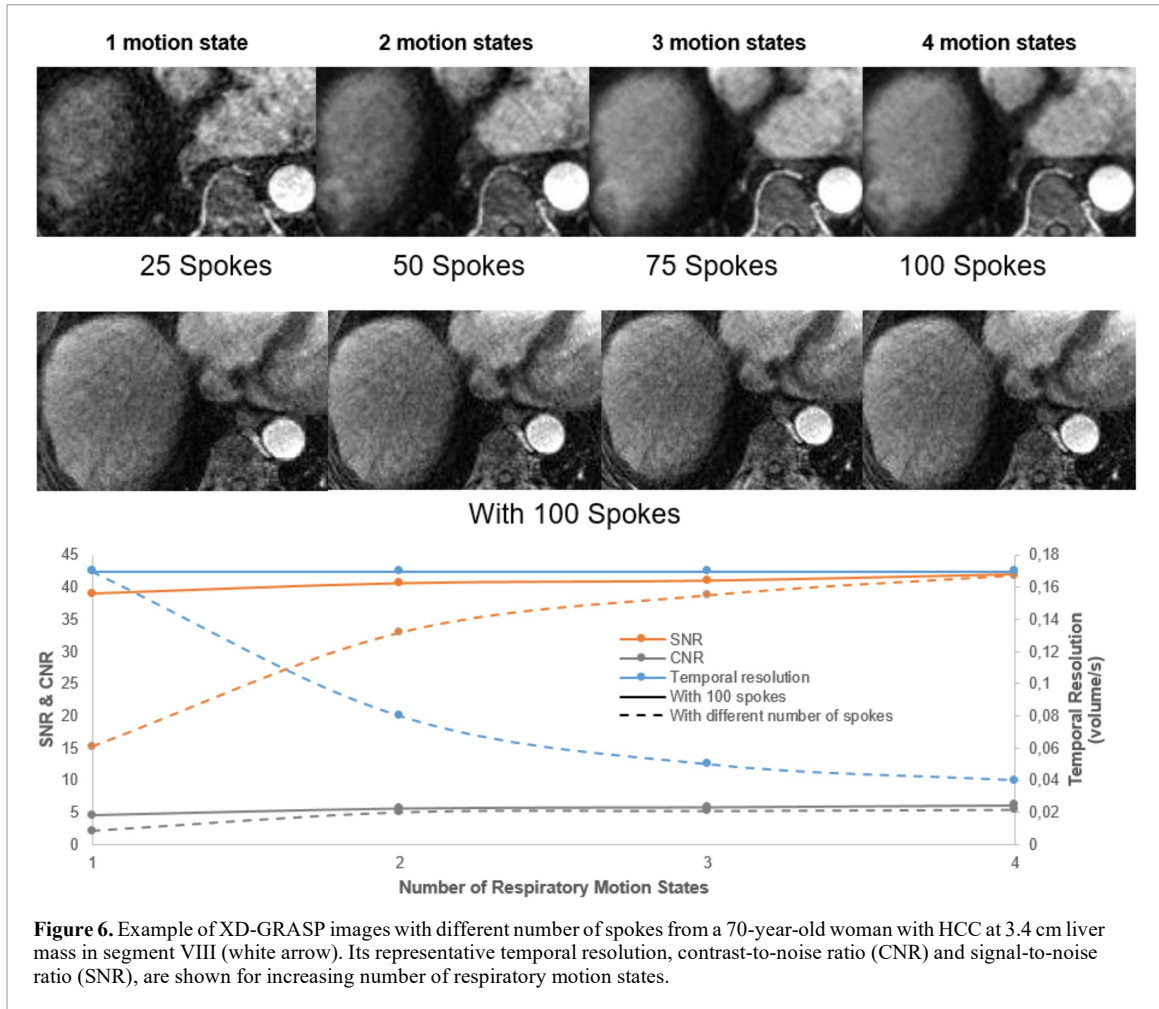 1 motion state 2 motion states 3 motion states 4 motion states
25 Spokes 50 Spokes 75 Spokes 100 Spokes
With 100 Spokes
45 0,18
40 0,16
35 0,14
30 0,12
25 0,1
20 0,08
15 0,06
10 0,04
5 0,02
0 0
SNR & CNR
SNR
CNR
Temporal resolution
With 100 spokes
With different number of spokes
Temporal Resolution
(volume/s)
1 2 3 4
Number of Respiratory Motion States
Figure 6. Example of XD-GRASP images with different number of spokes from a 70-year-old woman with HCC at 3.4 cm liver
mass in segment VIII (white arrow). Its representative temporal resolution, contrast-to-noise ratio (CNR) and signal-to-noise
ratio (SNR), are shown for increasing number of respiratory motion states.